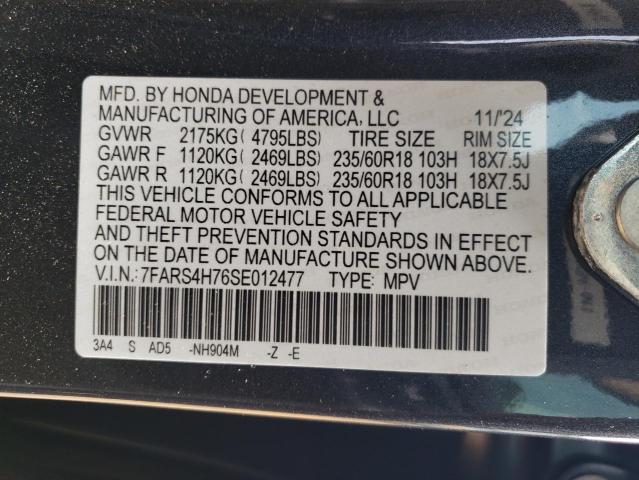 MFD. BY HONDA DEVELOPMENT &
MANUFACTURING OF AMERICA, LLC 11/'24
GVWR 2175KG( 4795LBS) TIRE SIZE RIM SIZE
GAWR F 1120KG( 2469LBS) 235/60R18 103H 18X7.5J
GAWR R 1120KG( 2469LBS) 235/60R18 103H 18X7.5J
THIS VEHICLE CONFORMS TO ALL APPLICABLE
FEDERAL MOTOR VEHICLE SAFETY
AND THEFT PREVENTION STANDARDS IN EFFECT
ON THE DATE OF MANUFACTURE SHOWN ABOVE.
V.I.N.:7FARS4H76SE012477 TYPE: MPV
3A4 S AD5 -NH904M -Z -E